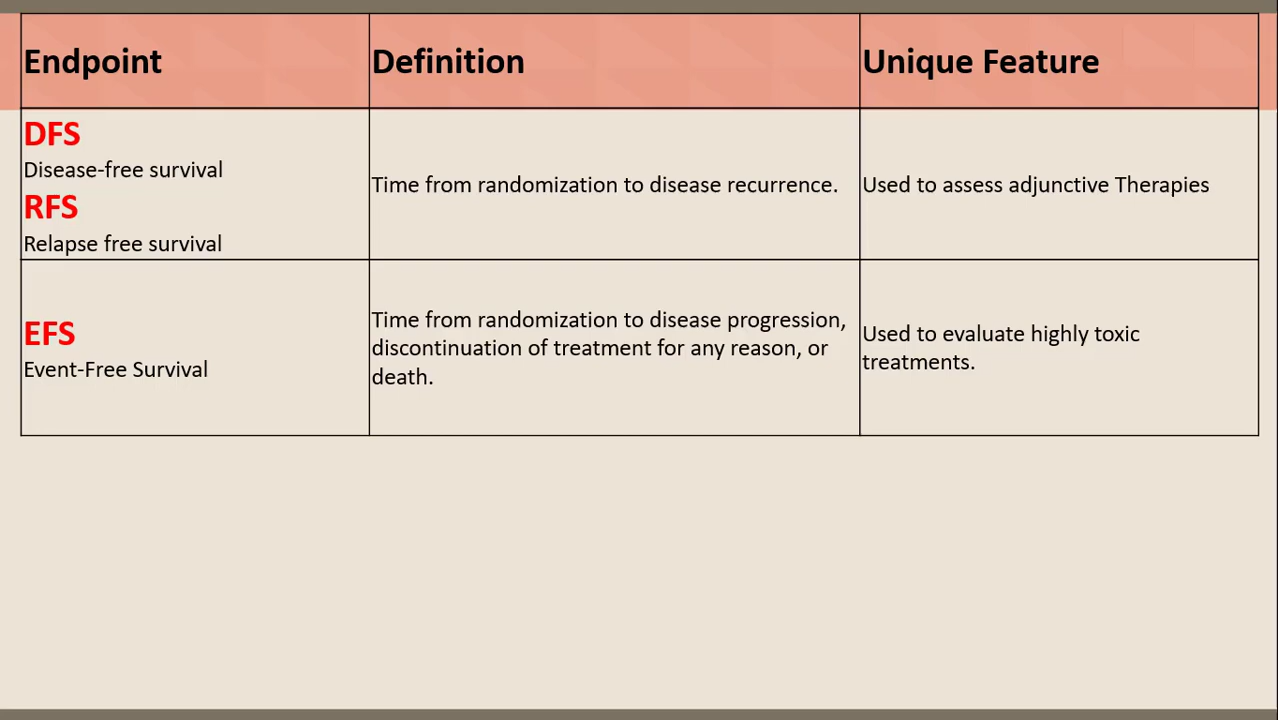 Endpoint
Definition
Unique Feature
DFS
Disease-free survival
RFS
Relapse free survival
Time from randomization to disease recurrence.
Used to assess adjunctive Therapies
EFS
Event-Free Survival
Time from randomization to disease progression,
discontinuation of treatment for any reason, or
death.
Used to evaluate highly toxic
treatments.